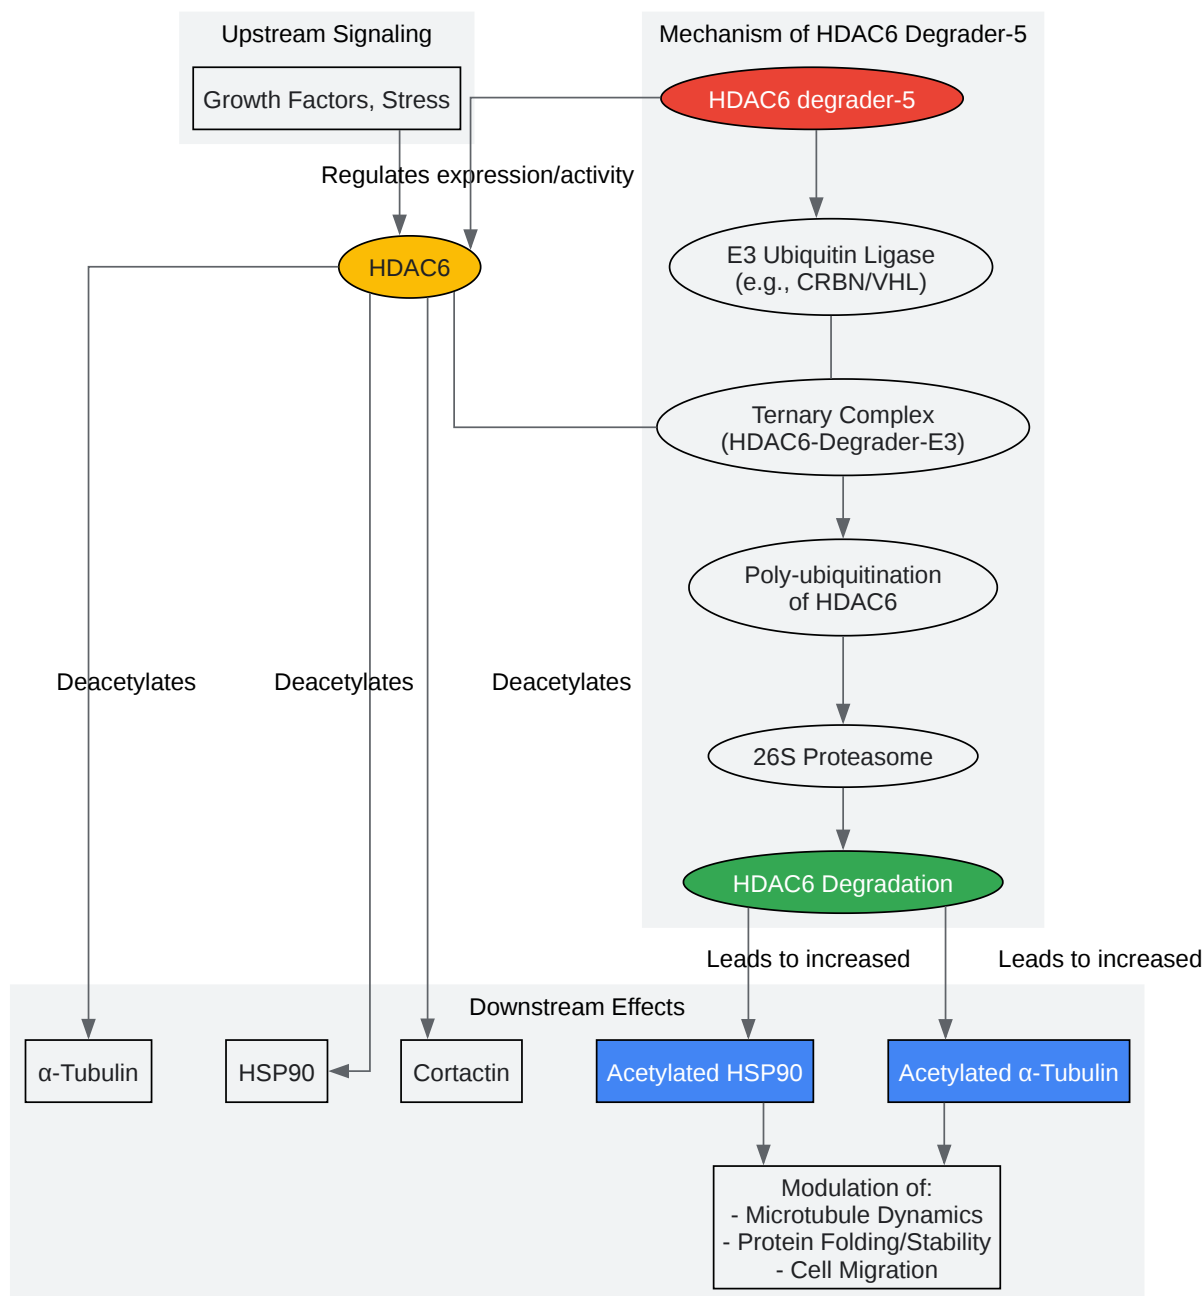 Upstream Signaling
Mechanism of HDAC6 Degrader-5
Growth Factors, Stress
HDAC6 degrader-5
Regulates expression/activity
HDAC6
E3 Ubiquitin Ligase
(e.g., CRBN/VHL)
Ternary Complex
(HDAC6-Degrader-E3)
Poly-ubiquitination
of HDAC6
Deacetylates
Deacetylates
Deacetylates
26S Proteasome
HDAC6 Degradation
Leads to increased
Leads to increased
Downstream Effects
α-Tubulin
HSP90
Cortactin
Acetylated HSP90
Acetylated α-Tubulin
Modulation of:
- Microtubule Dynamics
- Protein Folding/Stability
- Cell Migration